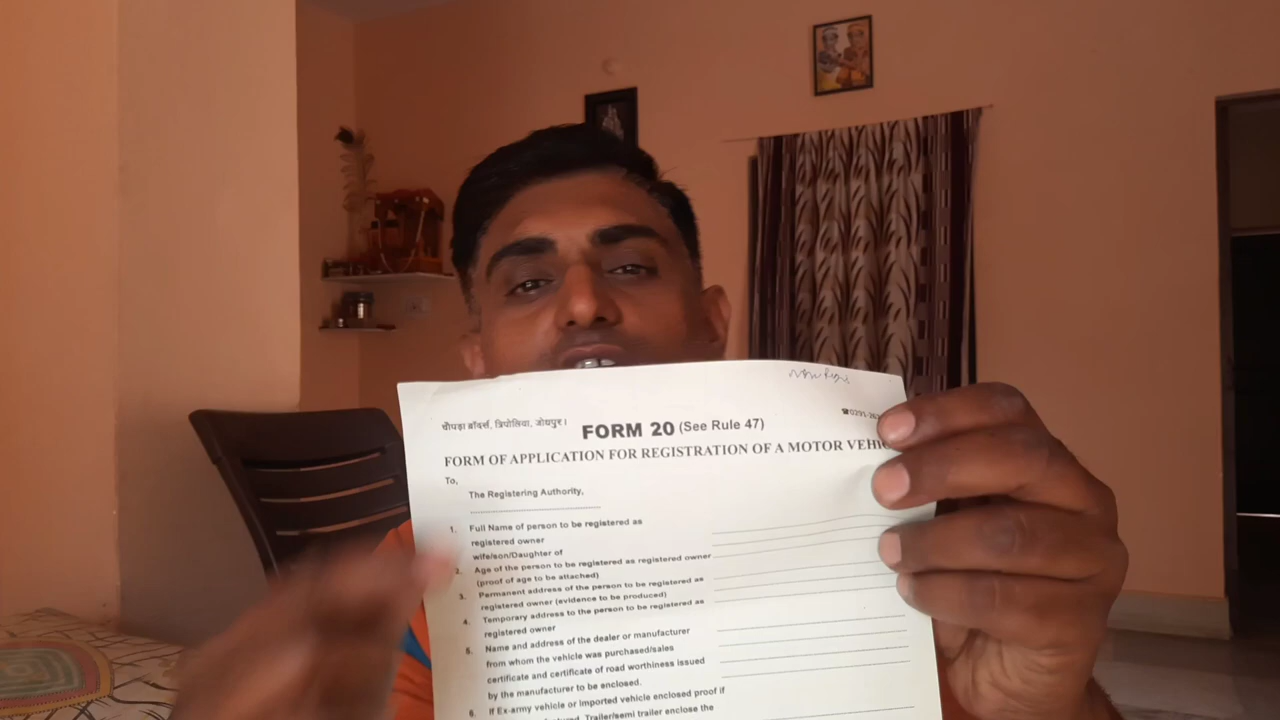 New Regis
चौपड़ा ब्रॉदर्स, त्रिपोलिया, जोधपुर।
☎0291-263
FORM 20 (See Rule 47)
FORM OF APPLICATION FOR REGISTRATION OF A MOTOR VEHIC
To,
The Registering Authority,
1. Full Name of person to be registered as
registered owner
wife/son/Daughter of
2. Age of the person to be registered as registered owner
(proof of age to be attached)
3. Permanent address of the person to be registered as
registered owner (evidence to be produced)
4. Temporary address to the person to be registered as
registered owner
5. Name and address of the dealer or manufacturer
from whom the vehicle was purchased/sales
certificate and certificate of road worthiness issued
by the manufacturer to be enclosed.
6. If Ex-army vehicle or imported vehicle enclosed proof if
Trailer/semi trailer enclose the